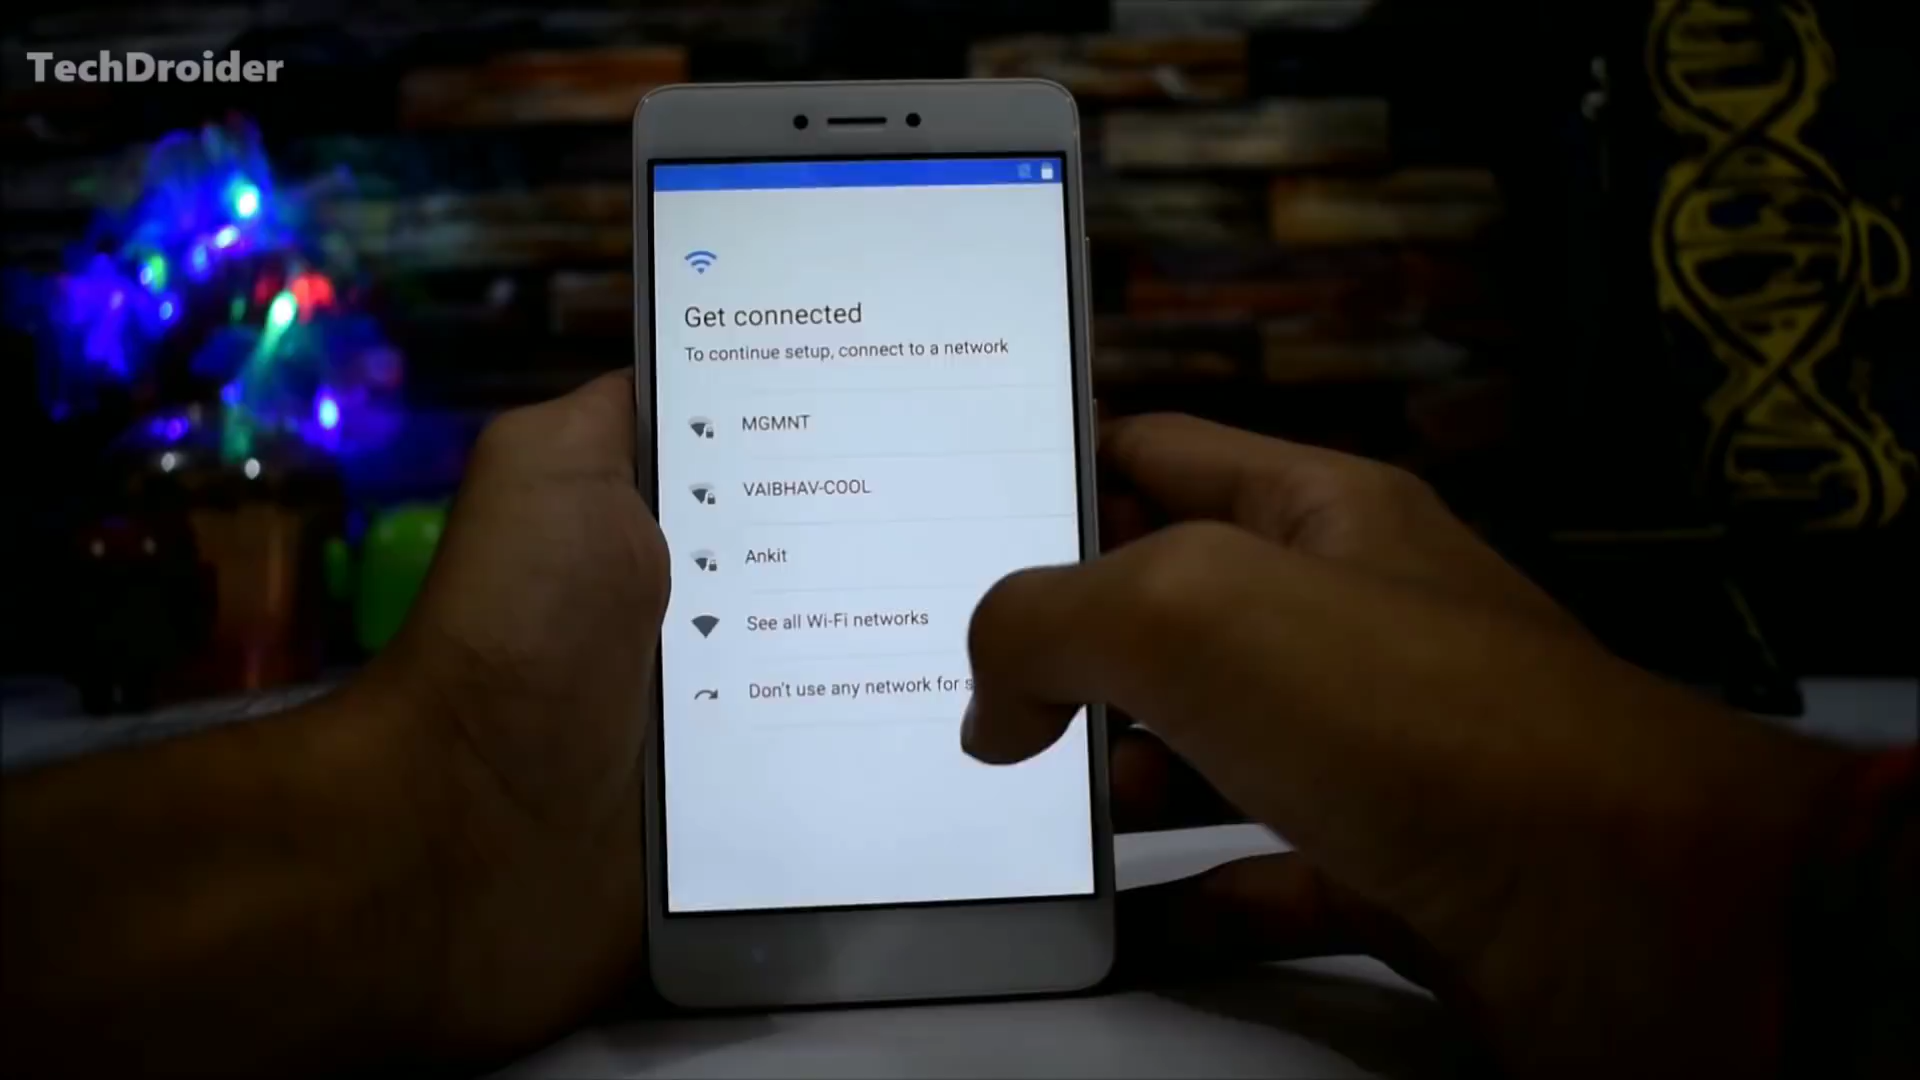 TechDroider
Get connected
To continue setup, connect to a network
MGMNT
VAIBHAV-COOL
Ankit
See all Wi-Fi networks
Don't use any network for